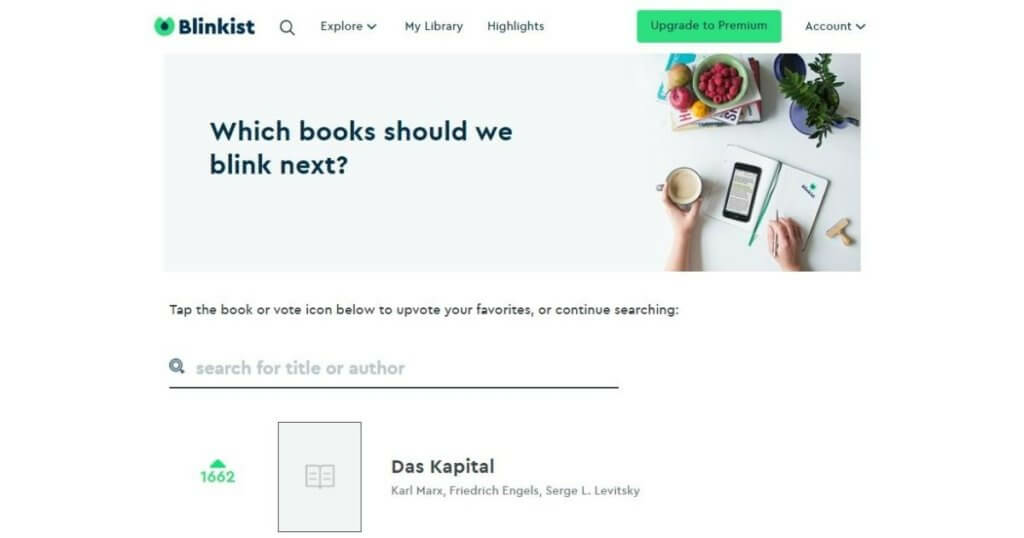 Blinkist
Explore
My Library
Highlights
Upgrade to Premium
Account
Which books should we
blink next?
BLINKIST
Tap the book or vote icon below to upvote your favorites, or continue searching:
search for title or author
1662
Das Kapital
Karl Marx, Friedrich Engels, Serge L. Levitsky